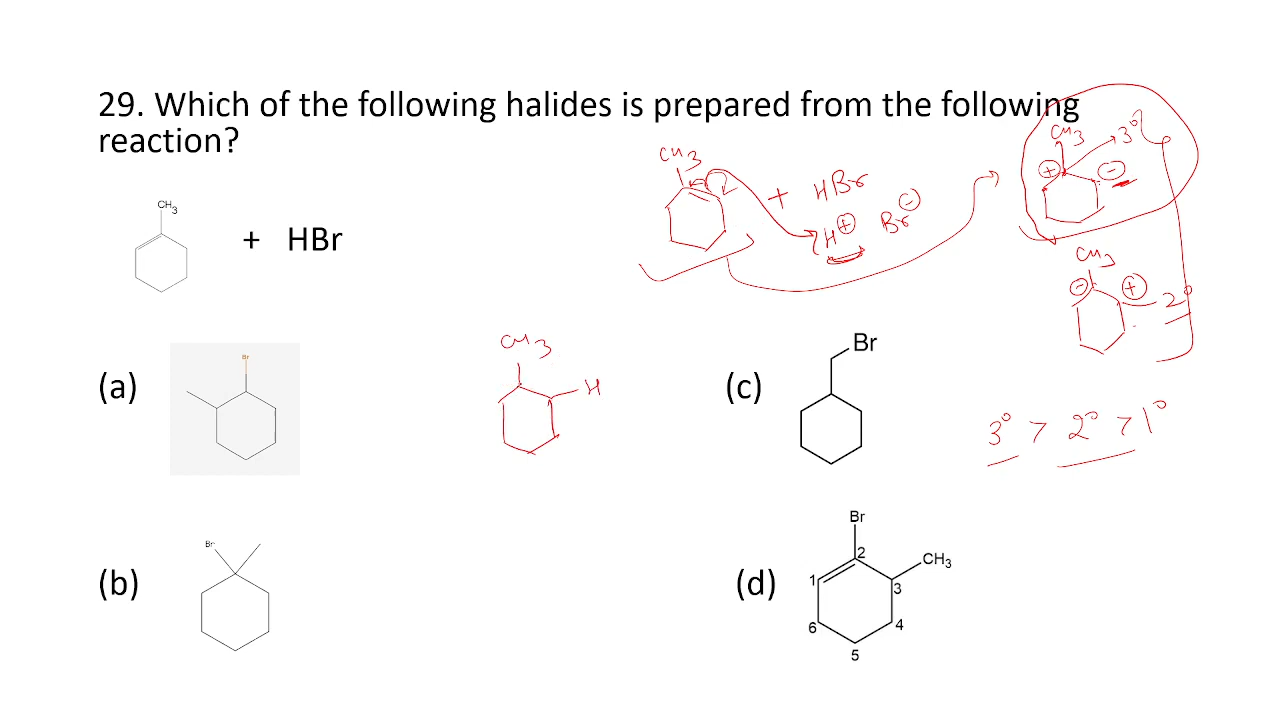 29. Which of the following halides is prepared from the following
reaction?
CH3
+ HBr
CH3
+ HBr
H⊕ Br⊖
CH3
3°
⊕ ⊖
CH3
⊖ ⊕ 2°
(a)
Br
CH3
H
(c)
Br
3° > 2° > 1°
(b)
Br
(d)
Br
2
CH3
1
3
6
4
5